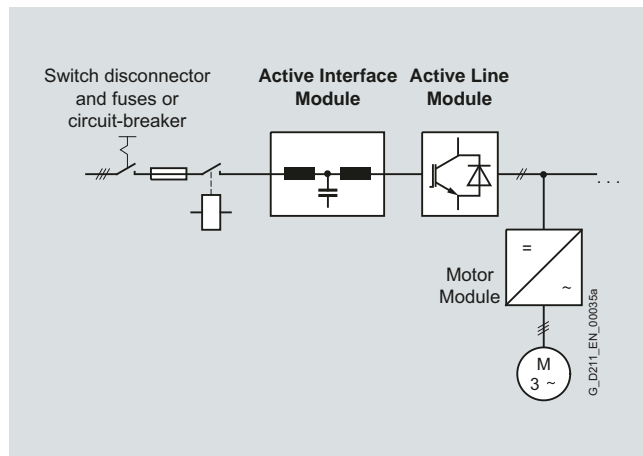 Switch disconnector
and fuses or
circuit-breaker
Active Interface
Module
Active Line
Module
. . .
=
~
Motor
Module
M
3 ~
G_D211_EN_00035a